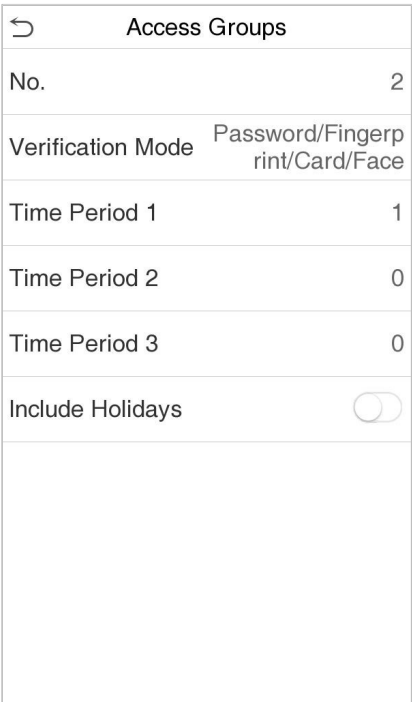 Access Groups
No. 2
Verification Mode Password/Fingerp
rint/Card/Face
Time Period 1 1
Time Period 2 0
Time Period 3 0
Include Holidays